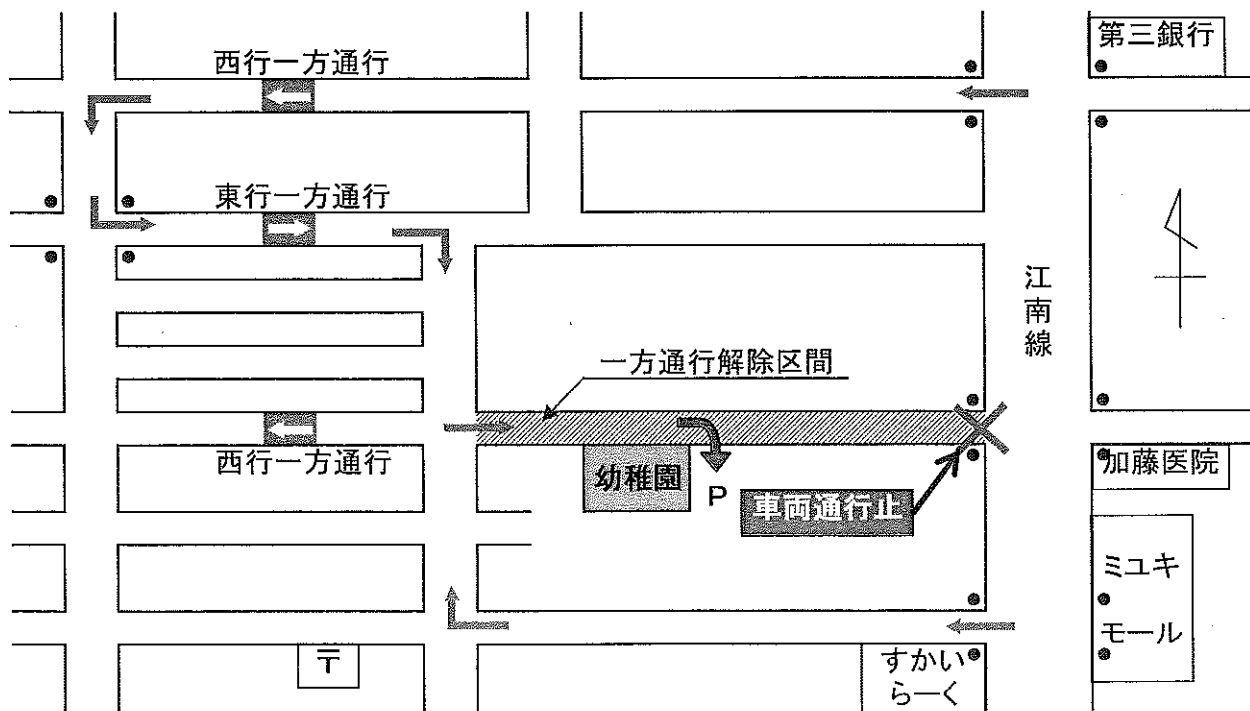 第三銀行
西行一方通行
東行一方通行
江南線
一方通行解除区間
西行一方通行
幼稚園
P
車両通行止
加藤医院
ミユキ
モール
〒
すかい
らーく